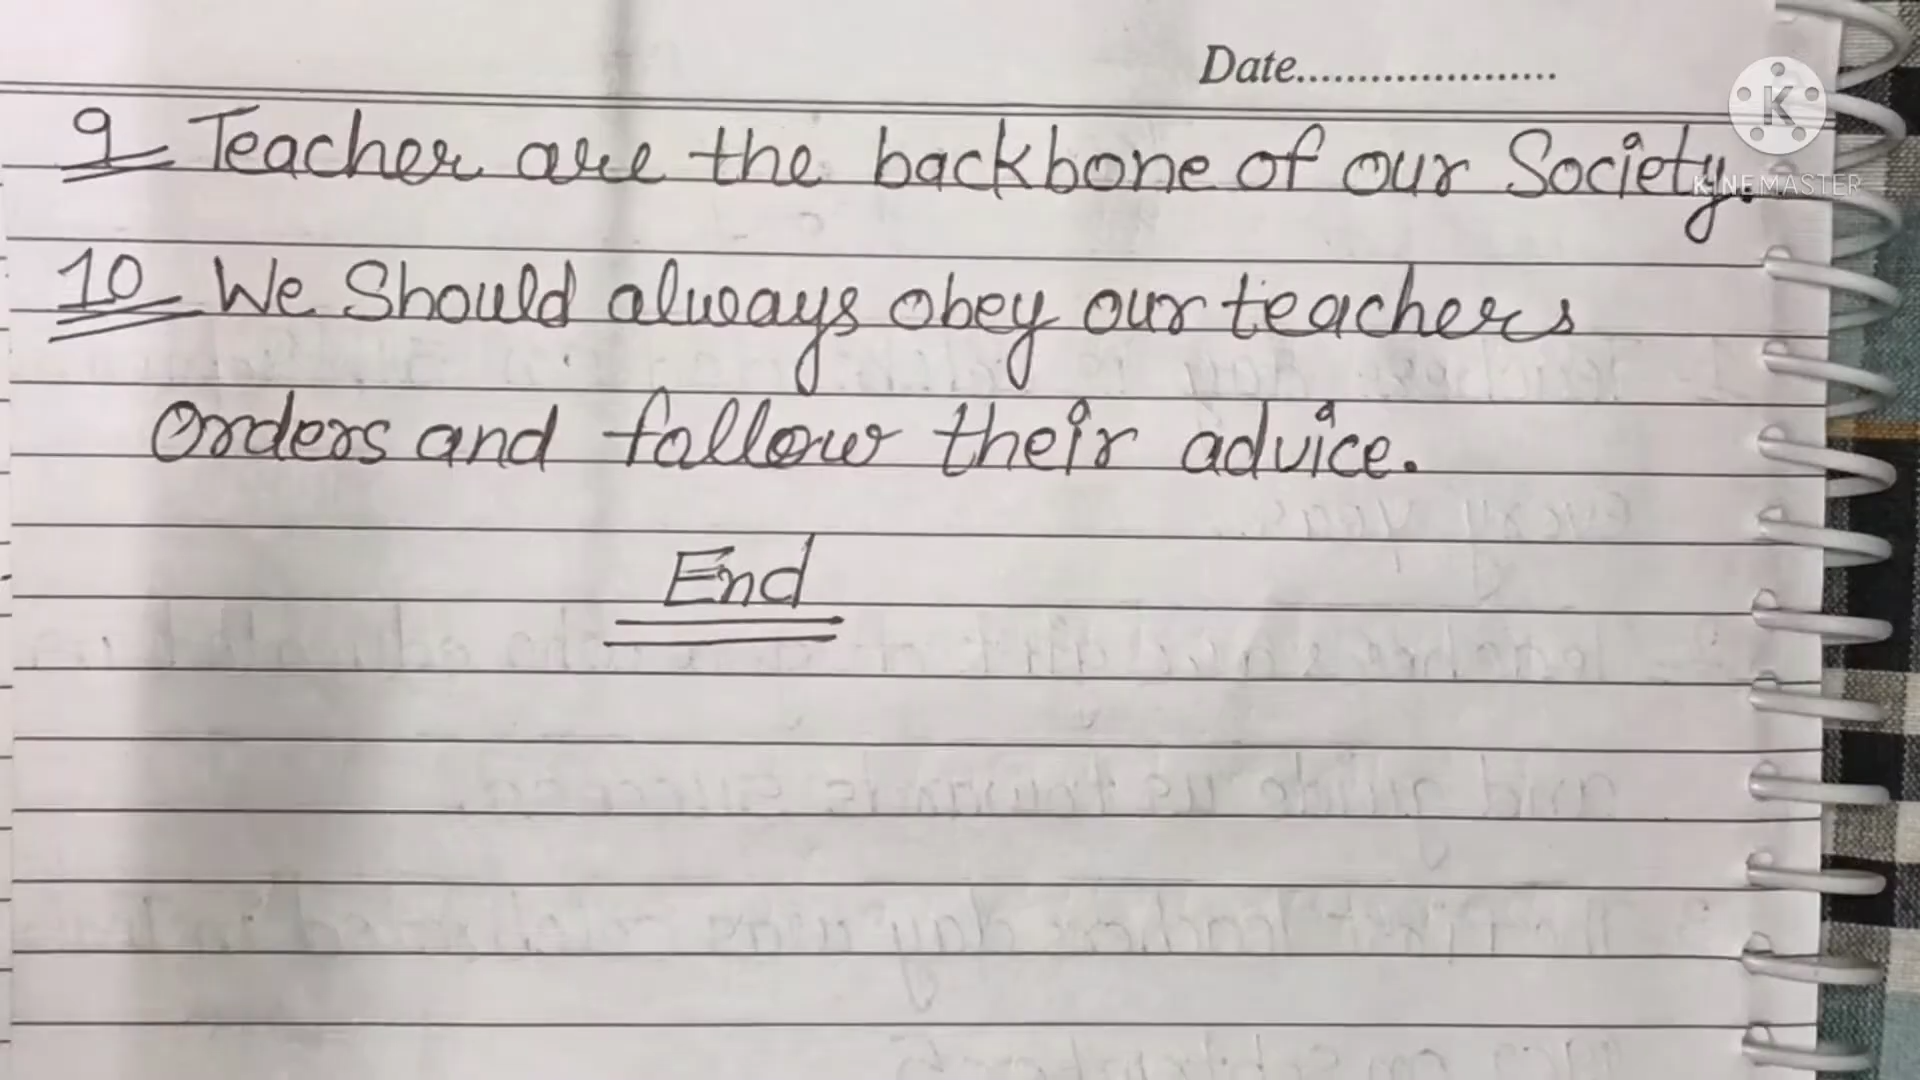 Date.....................
9 Teacher are the backbone of our Society.
10 We Should always obey our teachers
Orders and follow their advice.
End
K
KINEMASTER